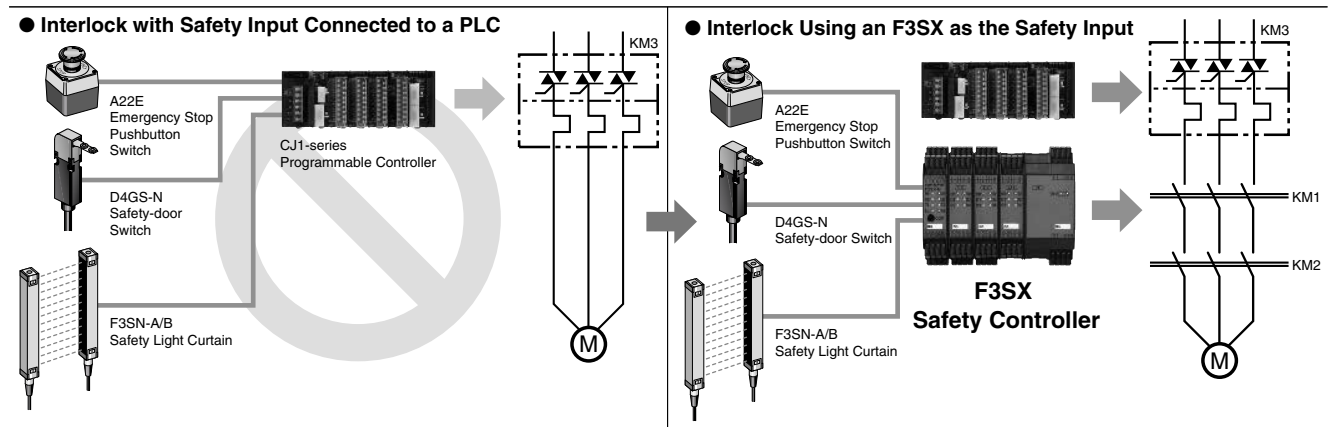 ● Interlock with Safety Input Connected to a PLC
KM3
A22E
Emergency Stop
Pushbutton
Switch
CJ1-series
Programmable Controller
D4GS-N
Safety-door
Switch
F3SN-A/B
Safety Light Curtain
M
● Interlock Using an F3SX as the Safety Input
KM3
A22E
Emergency Stop
Pushbutton Switch
D4GS-N
Safety-door Switch
KM1
KM2
F3SX
Safety Controller
F3SN-A/B
Safety Light Curtain
M